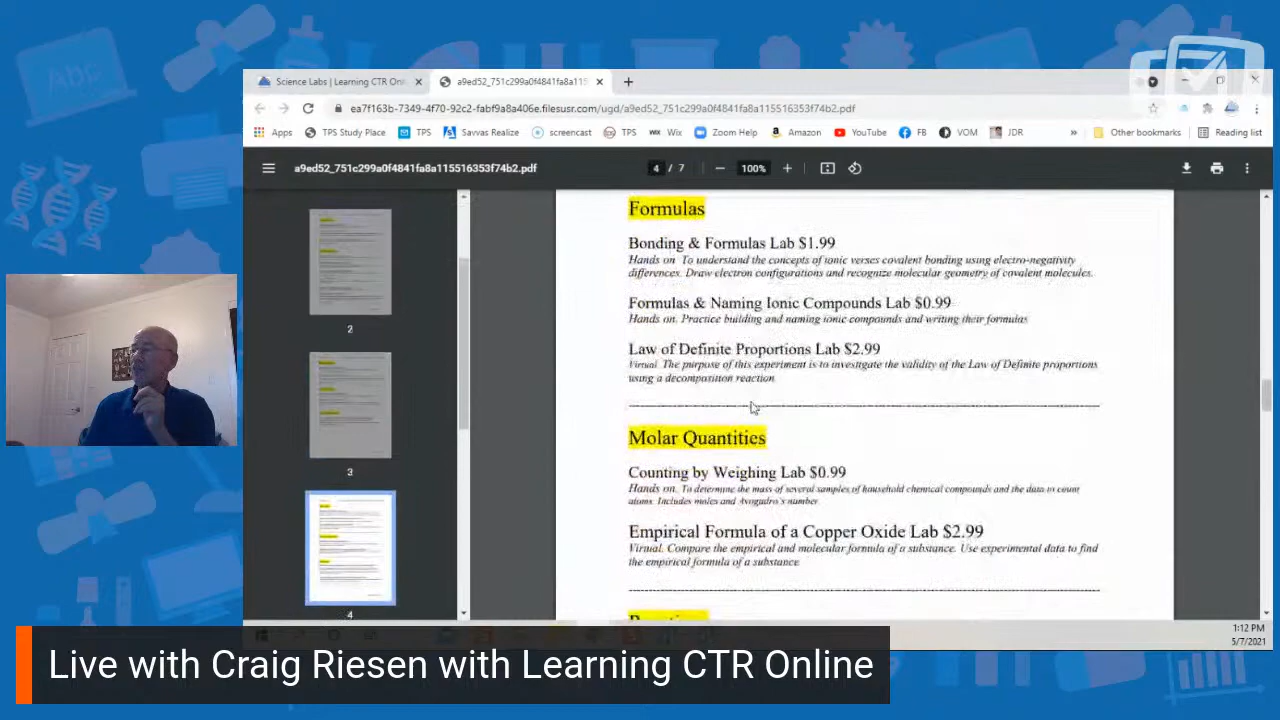 Abc
Science Labs | Learning CTR Onl
a9ed52_751c299a0f4841fa8a115
ea7f163b-7349-4f70-92c2-fabf9a8a406e.filesusr.com/ugd/a9ed52_751c299a0f4841fa8a115516353f74b2.pdf
Apps TPS Study Place TPS Savvas Realize screencast TPS Wix Zoom Help Amazon YouTube FB VOM JDR » Other bookmarks Reading list
a9ed52_751c299a0f4841fa8a115516353f74b2.pdf 4 / 7 100%
2
3
4
Formulas
Bonding & Formulas Lab $1.99
Hands on To understand the concepts of ionic verses covalent bonding using electro-negativity
differences. Draw electron configurations and recognize molecular geometry of covalent molecules.
Formulas & Naming Ionic Compounds Lab $0.99
Hands on. Practice building and naming ionic compounds and writing their formulas
Law of Definite Proportions Lab $2.99
Virtual The purpose of this experiment is to investigate the validity of the Law of Definite proportions
using a decomposition reaction
Molar Quantities
Counting by Weighing Lab $0.99
Hands on. To determine the mass of several samples of household chemical compounds and the data to count
atoms. Includes moles and Avogadro's number
Empirical Formula of a Copper Oxide Lab $2.99
Virtual. Compare the empirical and molecular formula of a substance. Use experimental data to find
the empirical formula of a substance
1:12 PM
5/7/2021
Live with Craig Riesen with Learning CTR Online